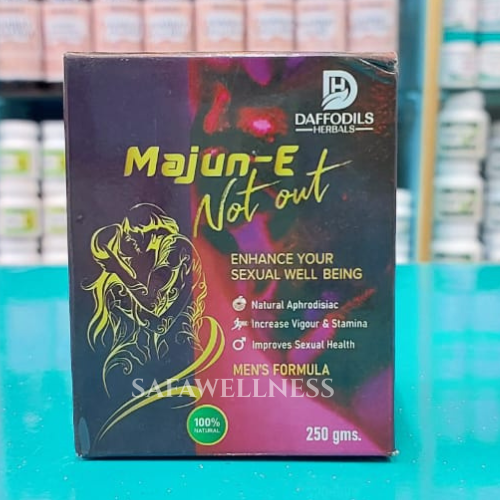 DH
DAFFODILS
HERBALS
Majun-E
Not out
ENHANCE YOUR
SEXUAL WELL BEING
Natural Aphrodisiac
Increase Vigour & Stamina
Improves Sexual Health
MEN'S FORMULA
SAFAWELLNESS
100%
NATURAL
250 gms.